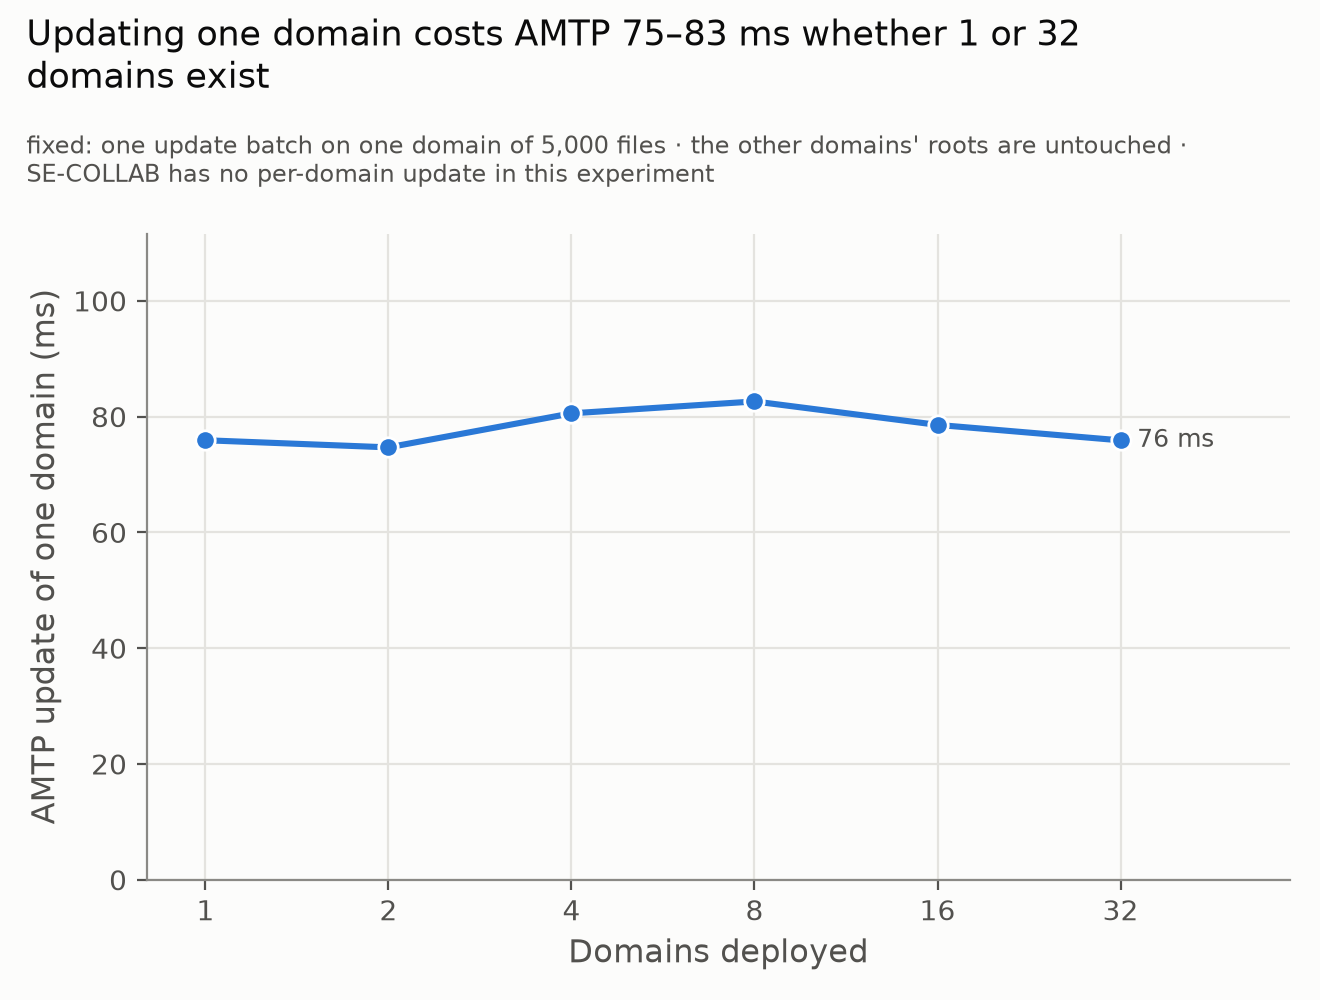 Updating one domain costs AMTP 75–83 ms whether 1 or 32
domains exist
fixed: one update batch on one domain of 5,000 files · the other domains' roots are untouched ·
SE-COLLAB has no per-domain update in this experiment
AMTP update of one domain (ms)
100
80
60
40
20
0
76 ms
1 2 4 8 16 32
Domains deployed